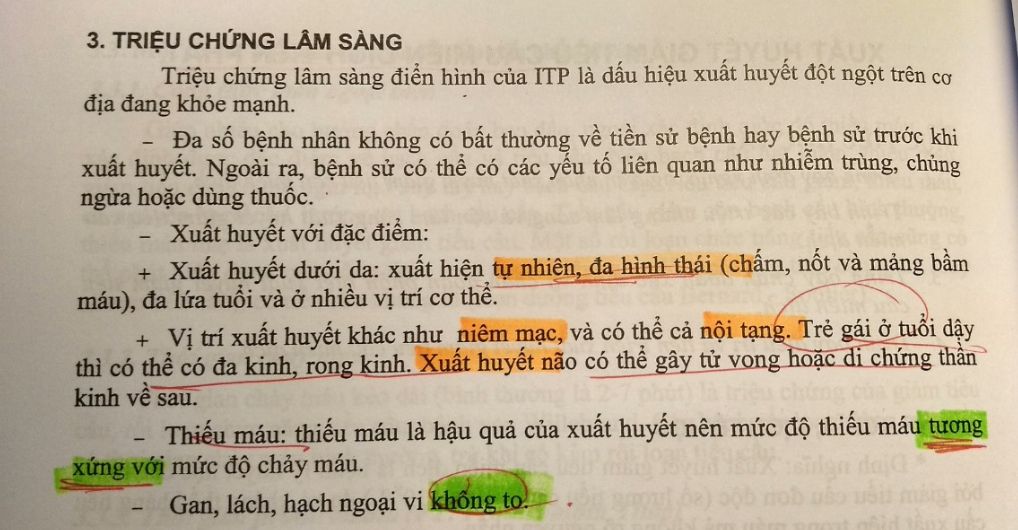 3. TRIỆU CHỨNG LÂM SÀNG
Triệu chứng lâm sàng điển hình của ITP là dấu hiệu xuất huyết đột ngột trên cơ
địa đang khỏe mạnh.
– Đa số bệnh nhân không có bất thường về tiền sử bệnh hay bệnh sử trước khi
xuất huyết. Ngoài ra, bệnh sử có thể có các yếu tố liên quan như nhiễm trùng, chủng
ngừa hoặc dùng thuốc.
– Xuất huyết với đặc điểm:
+ Xuất huyết dưới da: xuất hiện tự nhiên, đa hình thái (chấm, nốt và mảng bầm
máu), đa lứa tuổi và ở nhiều vị trí cơ thể.
+ Vị trí xuất huyết khác như niêm mạc, và có thể cả nội tạng. Trẻ gái ở tuổi dậy
thì có thể có đa kinh, rong kinh. Xuất huyết não có thể gây tử vong hoặc di chứng thần
kinh về sau.
– Thiếu máu: thiếu máu là hậu quả của xuất huyết nên mức độ thiếu máu tương
xứng với mức độ chảy máu.
– Gan, lách, hạch ngoại vi không to.